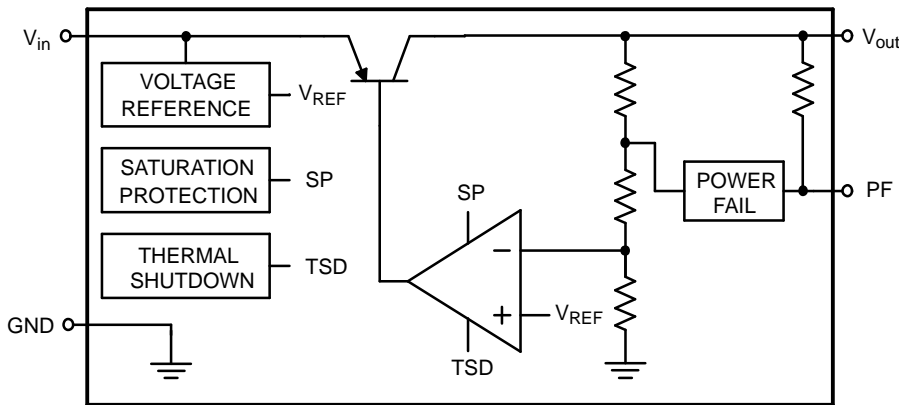 Vin
Vout
VOLTAGE
REFERENCE
VREF
SATURATION
PROTECTION
SP
SP
POWER
FAIL
PF
THERMAL
SHUTDOWN
TSD
−
+
VREF
GND
TSD